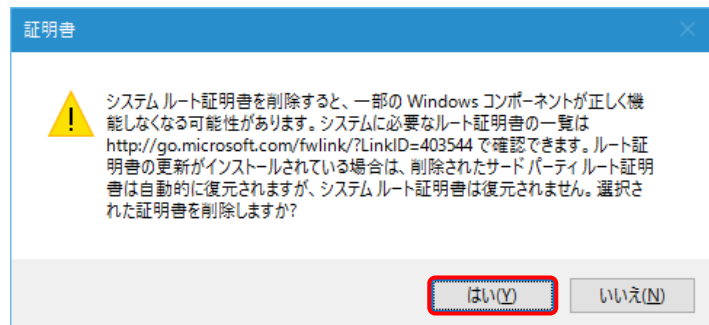 証明書
システム ルート証明書を削除すると、一部の Windows コンポーネントが正しく機
能しなくなる可能性があります。システムに必要なルート証明書の一覧は
http://go.microsoft.com/fwlink/?LinkID=403544 で確認できます。ルート証
明書の更新がインストールされている場合は、削除されたサード パーティ ルート証明
書は自動的に復元されますが、システム ルート証明書は復元されません。選択さ
れた証明書を削除しますか?
はい(Y)
いいえ(N)